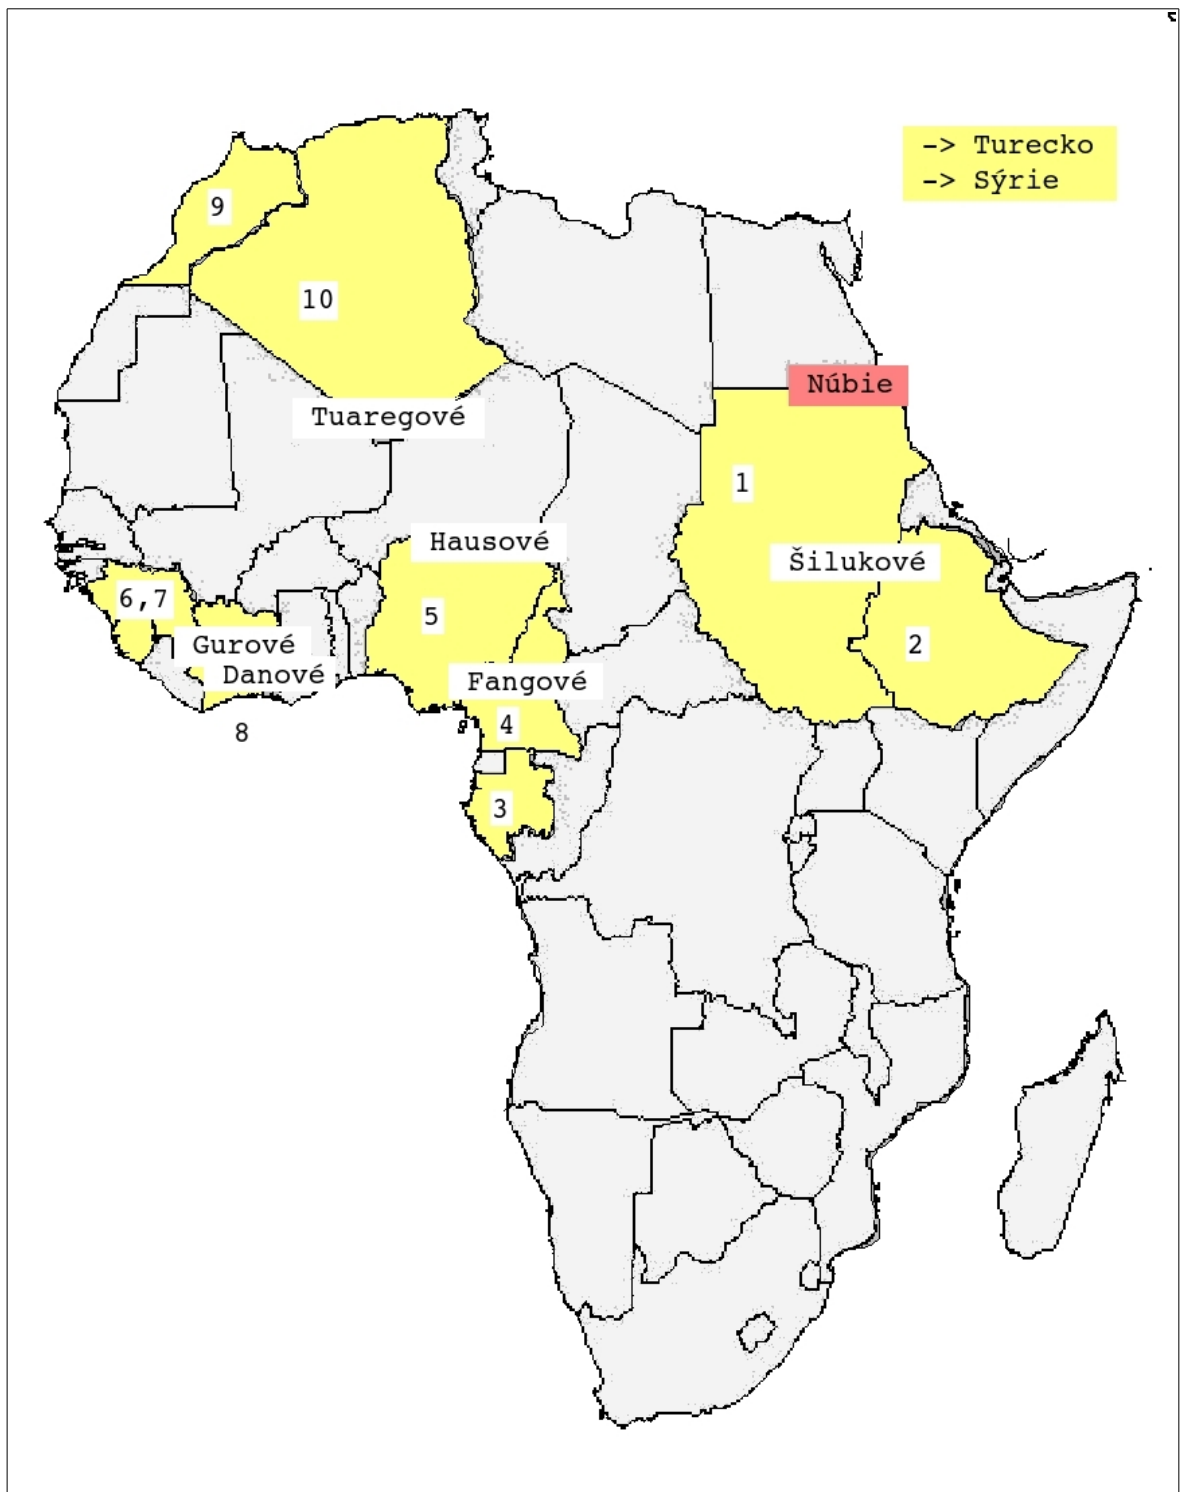 -> Turecko
-> Sýrie
9
10
Núbie
Tuaregové
1
Hausové
Šilukové
6,7
5
2
Gurové
Danové
Fangové
4
8
3